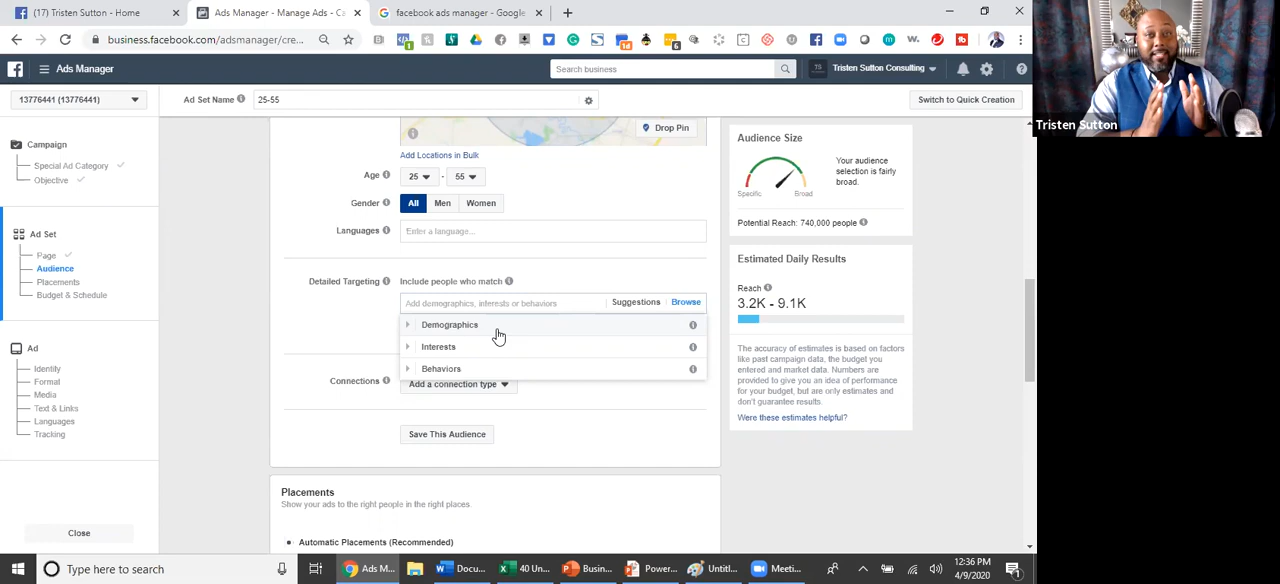 (17) Tristen Sutton - Home
Ads Manager - Manage Ads - Ca
facebook ads manager - Google
business.facebook.com/adsmanager/cre...
Ads Manager
Search business
Tristen Sutton Consulting
13776441 (13776441)
Ad Set Name
25-55
Switch to Quick Creation
Campaign
Special Ad Category
Objective
Ad Set
Page
Audience
Placements
Budget & Schedule
Ad
Identity
Format
Media
Text & Links
Languages
Tracking
Close
Drop Pin
Add Locations in Bulk
Age
25 - 55
Gender
All Men Women
Languages
Enter a language...
Detailed Targeting
Include people who match
Add demographics, interests or behaviors
Suggestions
Browse
Demographics
Interests
Behaviors
Connections
Add a connection type
Save This Audience
Placements
Show your ads to the right people in the right places.
Automatic Placements (Recommended)
Audience Size
Specific
Broad
Your audience
selection is fairly
broad.
Potential Reach: 740,000 people
Estimated Daily Results
Reach
3.2K - 9.1K
The accuracy of estimates is based on factors
like past campaign data, the budget you
entered and market data. Numbers are
provided to give you an idea of performance
for your budget, but are only estimates and
don't guarantee results.
Were these estimates helpful?
Tristen Sutton
Type here to search
Ads M...
Docu...
40 Un...
Busin...
Power...
Untitl...
Meeti...
12:36 PM
4/9/2020